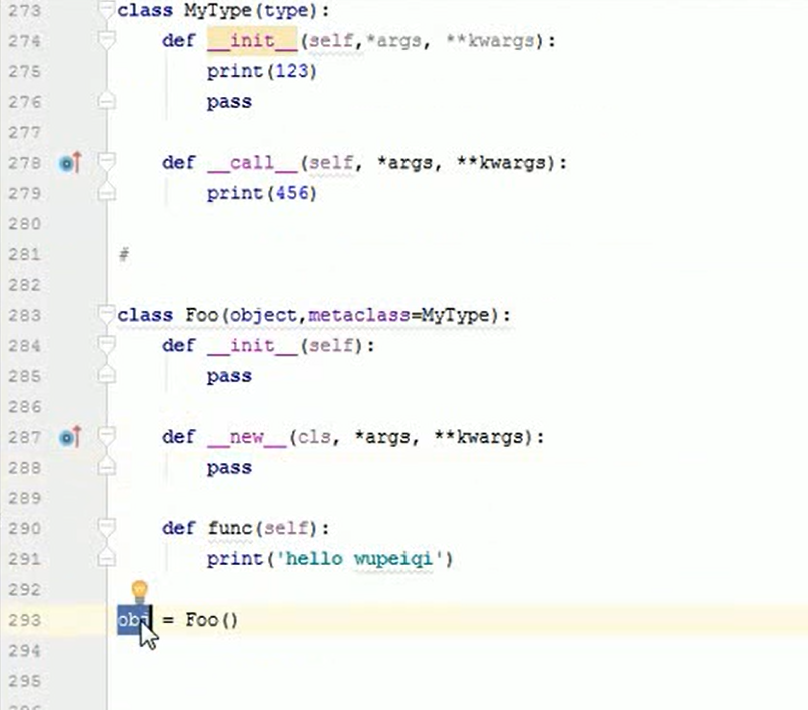 273 class MyType(type):
274 def __init__(self,*args, **kwargs):
275 print(123)
276 pass
277
278 def __call__(self, *args, **kwargs):
279 print(456)
280
281 #
282
283 class Foo(object,metaclass=MyType):
284 def __init__(self):
285 pass
286
287 def __new__(cls, *args, **kwargs):
288 pass
289
290 def func(self):
291 print('hello wupeiqi')
292
293 obj = Foo()
294
295